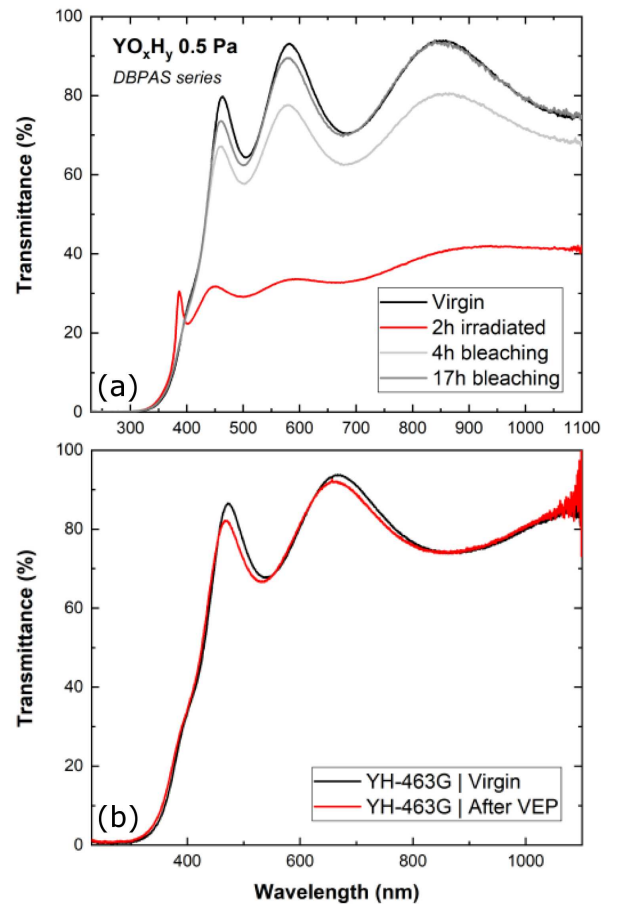 100
YOxHy 0.5 Pa
DBPAS series
80
60
40
20
0
Transmittance (%)
Virgin
2h irradiated
4h bleaching
17h bleaching
(a)
300 400 500 600 700 800 900 1000 1100
100
80
60
40
20
0
Transmittance (%)
YH-463G | Virgin
YH-463G | After VEP
(b)
400 600 800 1000
Wavelength (nm)